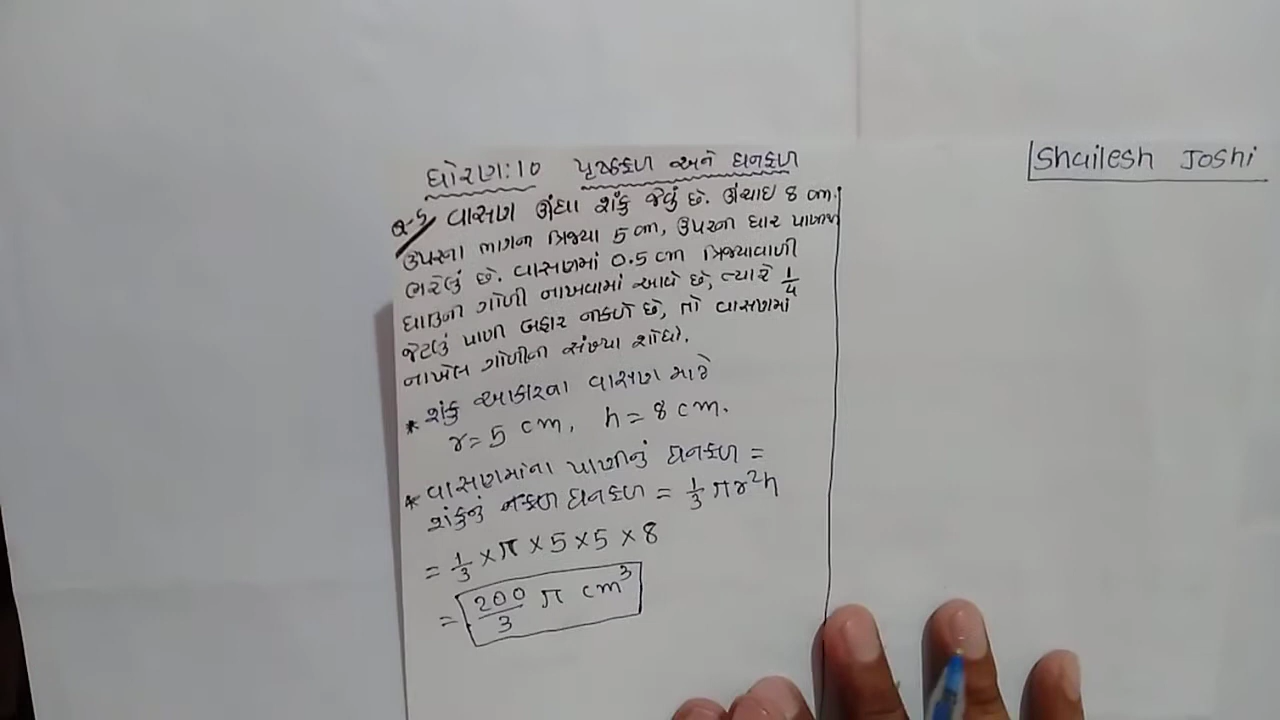 ધોરણ:10 પૃષ્ઠફળ અને ઘનફળ
Shailesh Joshi
Q-5 વાસણ ઊંધા શંકુ જેવું છે. ઊંચાઇ 8 cm.
ઉપરના ભાગની ત્રિજ્યા 5 cm, ઉપરની ધાર પાણીથી
ભરેલું છે. વાસણમાં 0.5 cm ત્રિજ્યાવાળી
ધાતુની ગોળી નાખવામાં આવે છે, ત્યારે 1/4
જેટલું પાણી બહાર નીકળે છે, તો વાસણમાં
નાખેલ ગોળીની સંખ્યા શોધો.
* શંકુ આકારના વાસણ માટે
r = 5 cm, h = 8 cm.
* વાસણમાંના પાણીનું ઘનફળ =
શંકુનું ઘનફળ = 1/3 πr²h
= 1/3 × π × 5 × 5 × 8
= 200/3 π cm³